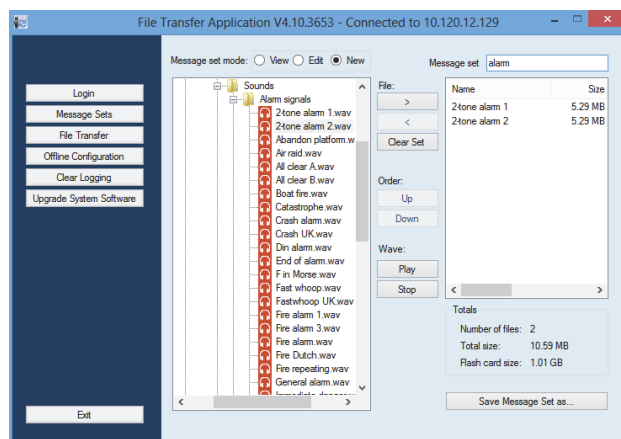 File Transfer Application V4.10.3653 - Connected to 10.120.12.129
Login
Message Sets
File Transfer
Offline Configuration
Clear Logging
Upgrade System Software
Exit
Message set mode: View Edit New
Message set alarm
Sounds
Alarm signals
2-tone alarm 1.wav
2-tone alarm 2.wav
Abandon platform.w
Air raid.wav
All clear A.wav
All clear B.wav
Boat fire.wav
Catastrophe.wav
Crash alarm.wav
Crash UK.wav
Din alarm.wav
End of alarm.wav
F in Morse.wav
Fast whoop.wav
Fastwhoop UK.wav
Fire alarm 1.wav
Fire alarm 3.wav
Fire alarm.wav
Fire Dutch.wav
Fire repeating.wav
General alarm.wav
File:
>
<
Clear Set
Order:
Up
Down
Wave:
Play
Stop
Name Size
2-tone alarm 1 5.29 MB
2-tone alarm 2 5.29 MB
Totals
Number of files: 2
Total size: 10.59 MB
Flash card size: 1.01 GB
Save Message Set as...